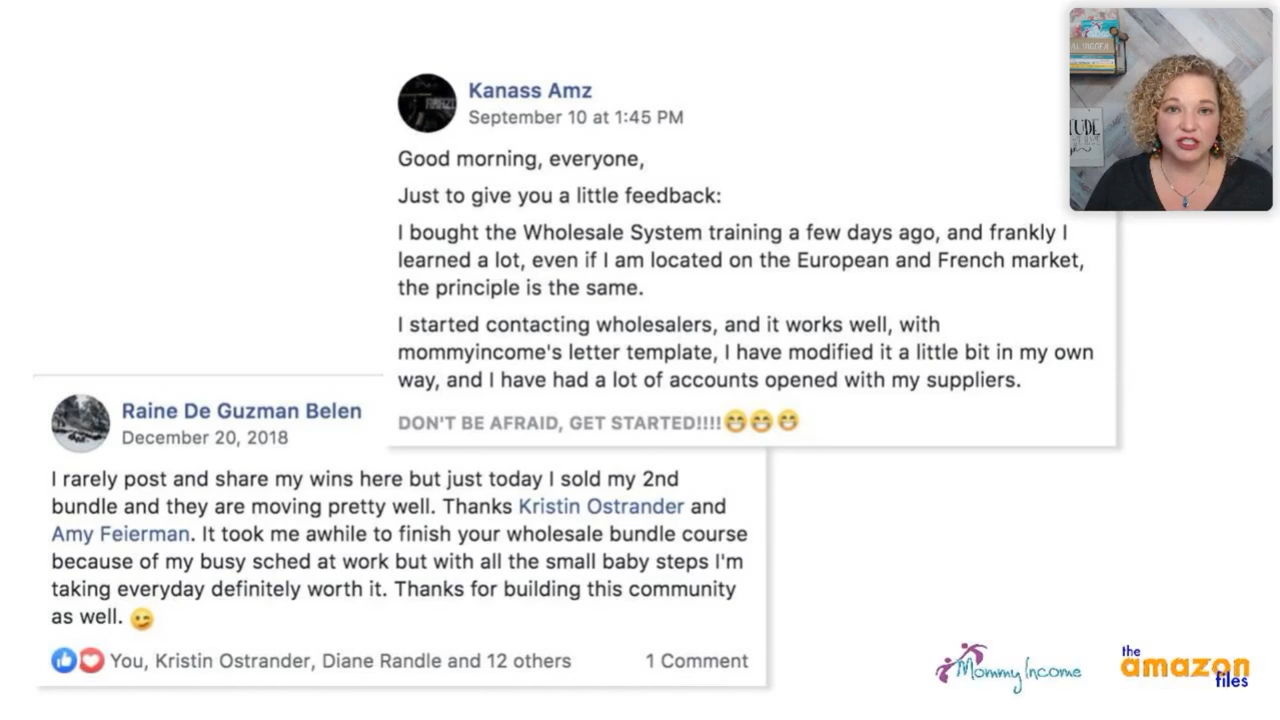 Kanass Amz
September 10 at 1:45 PM
Good morning, everyone,
Just to give you a little feedback:
I bought the Wholesale System training a few days ago, and frankly I
learned a lot, even if I am located on the European and French market,
the principle is the same.
I started contacting wholesalers, and it works well, with
mommyincome's letter template, I have modified it a little bit in my own
way, and I have had a lot of accounts opened with my suppliers.
DON'T BE AFRAID, GET STARTED!!!!😁😁😁
Raine De Guzman Belen
December 20, 2018
I rarely post and share my wins here but just today I sold my 2nd
bundle and they are moving pretty well. Thanks Kristin Ostrander and
Amy Feierman. It took me awhile to finish your wholesale bundle course
because of my busy sched at work but with all the small baby steps I'm
taking everyday definitely worth it. Thanks for building this community
as well. 😉
You, Kristin Ostrander, Diane Randle and 12 others
1 Comment
Mommy Income
the
amazon
files